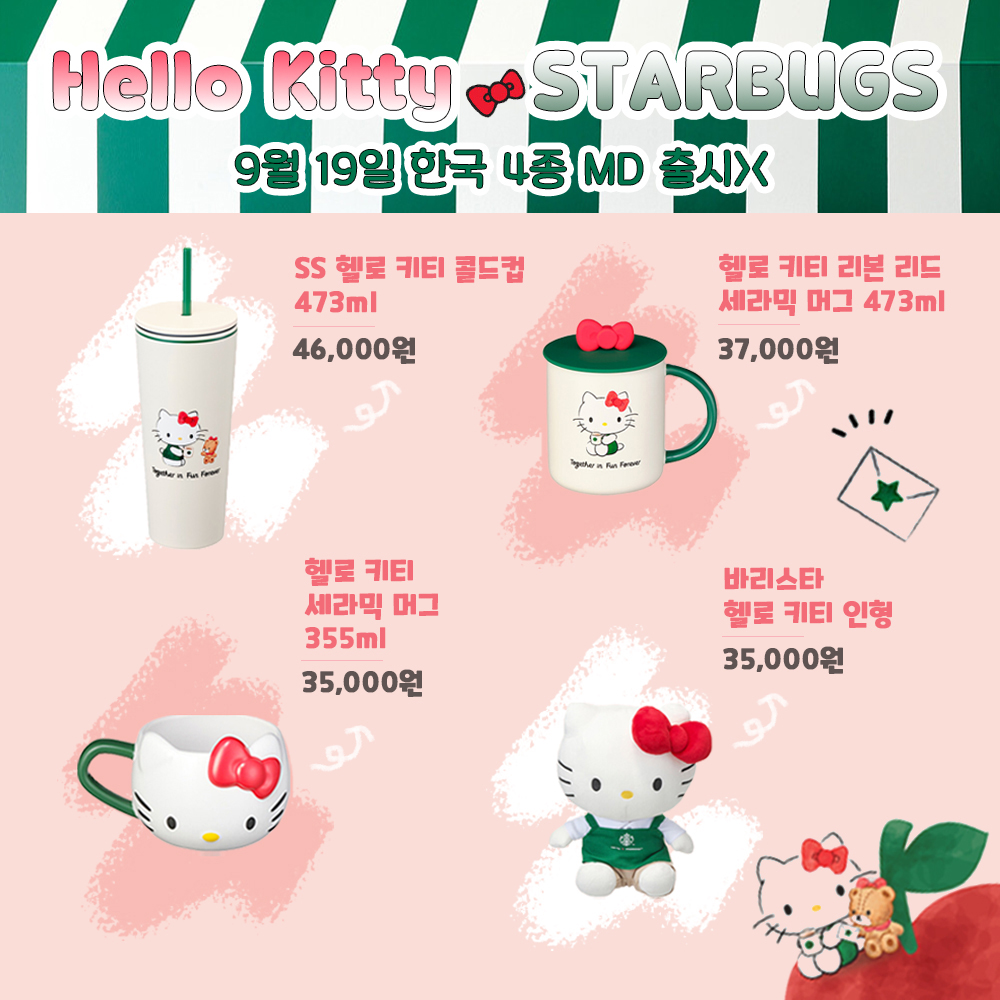 Hello Kitty STARBUGS
9월 19일 한국 4종 MD 출시><
SS 헬로 키티 콜드컵
473ml
46,000원
Together in Fun Forever
헬로 키티 리본 리드
세라믹 머그 473ml
37,000원
Together in Fun Forever
헬로 키티
세라믹 머그
355ml
35,000원
바리스타
헬로 키티 인형
35,000원